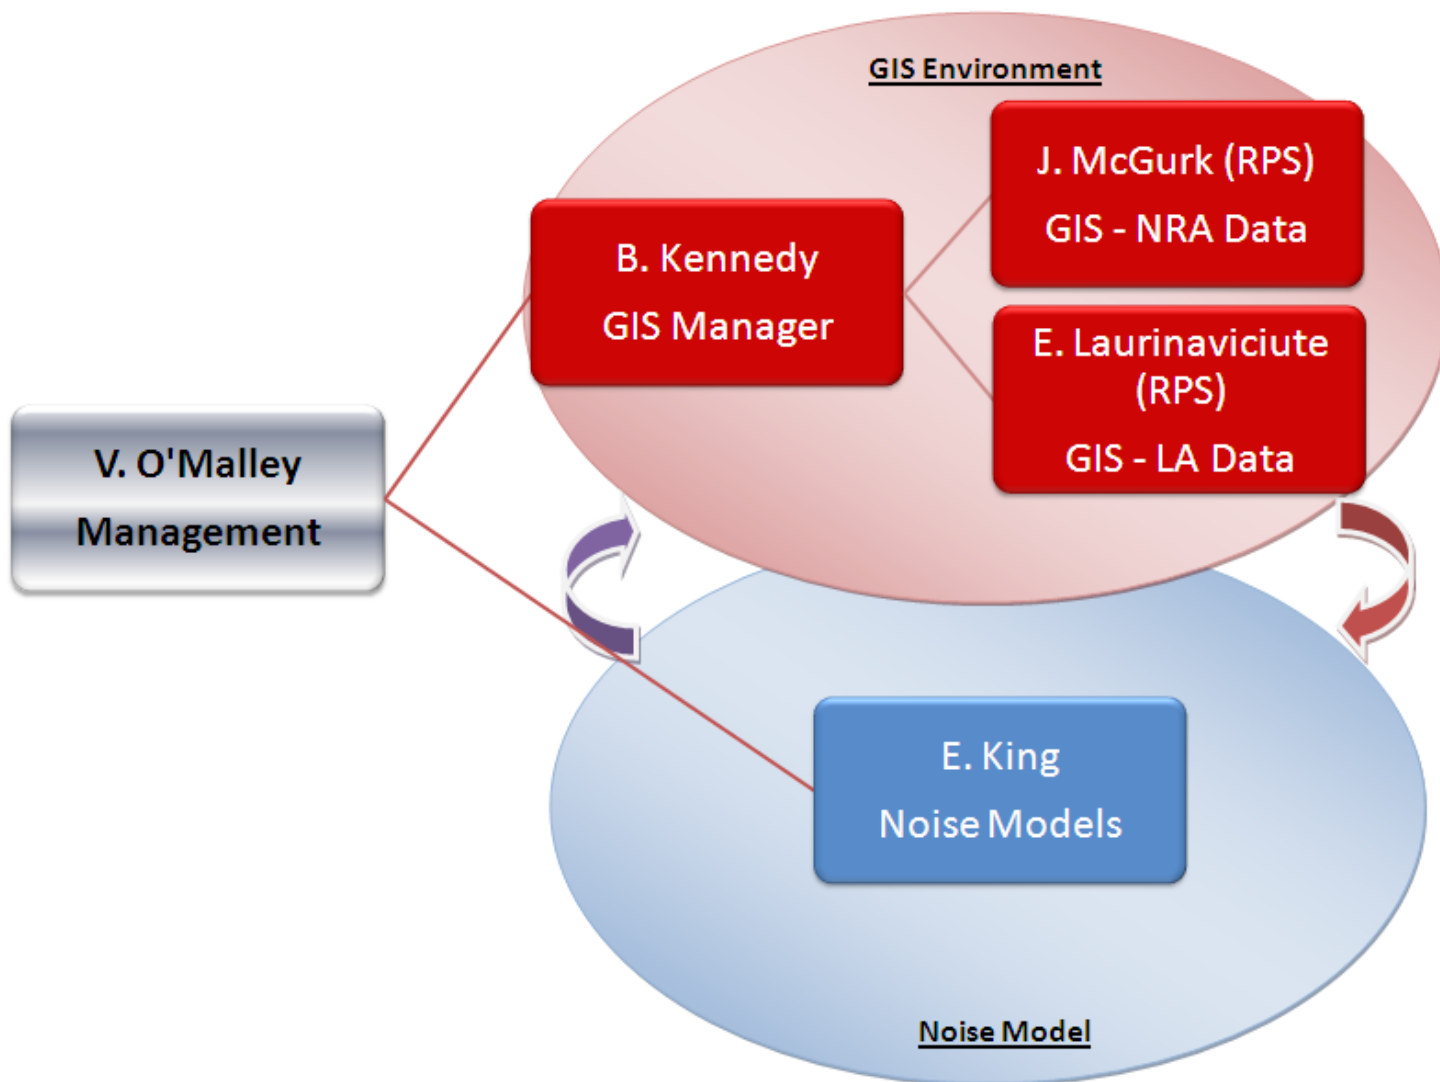 GIS Environment
J. McGurk (RPS)
GIS - NRA Data
B. Kennedy
GIS Manager
E. Laurinaviciute
(RPS)
GIS - LA Data
V. O'Malley
Management
E. King
Noise Models
Noise Model